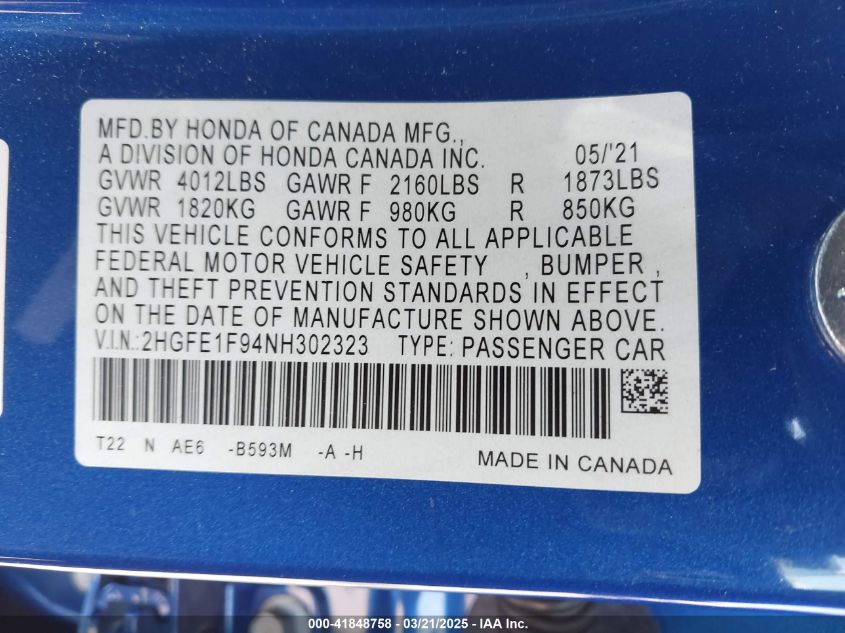 MFD.BY HONDA OF CANADA MFG.,
A DIVISION OF HONDA CANADA INC. 05/'21
GVWR 4012LBS GAWR F 2160LBS R 1873LBS
GVWR 1820KG GAWR F 980KG R 850KG
THIS VEHICLE CONFORMS TO ALL APPLICABLE
FEDERAL MOTOR VEHICLE SAFETY , BUMPER ,
AND THEFT PREVENTION STANDARDS IN EFFECT
ON THE DATE OF MANUFACTURE SHOWN ABOVE.
V.I.N.:2HGFE1F94NH302323 TYPE: PASSENGER CAR
T22 N AE6 -B593M -A -H
MADE IN CANADA
000-41848758 - 03/21/2025 - IAA Inc.